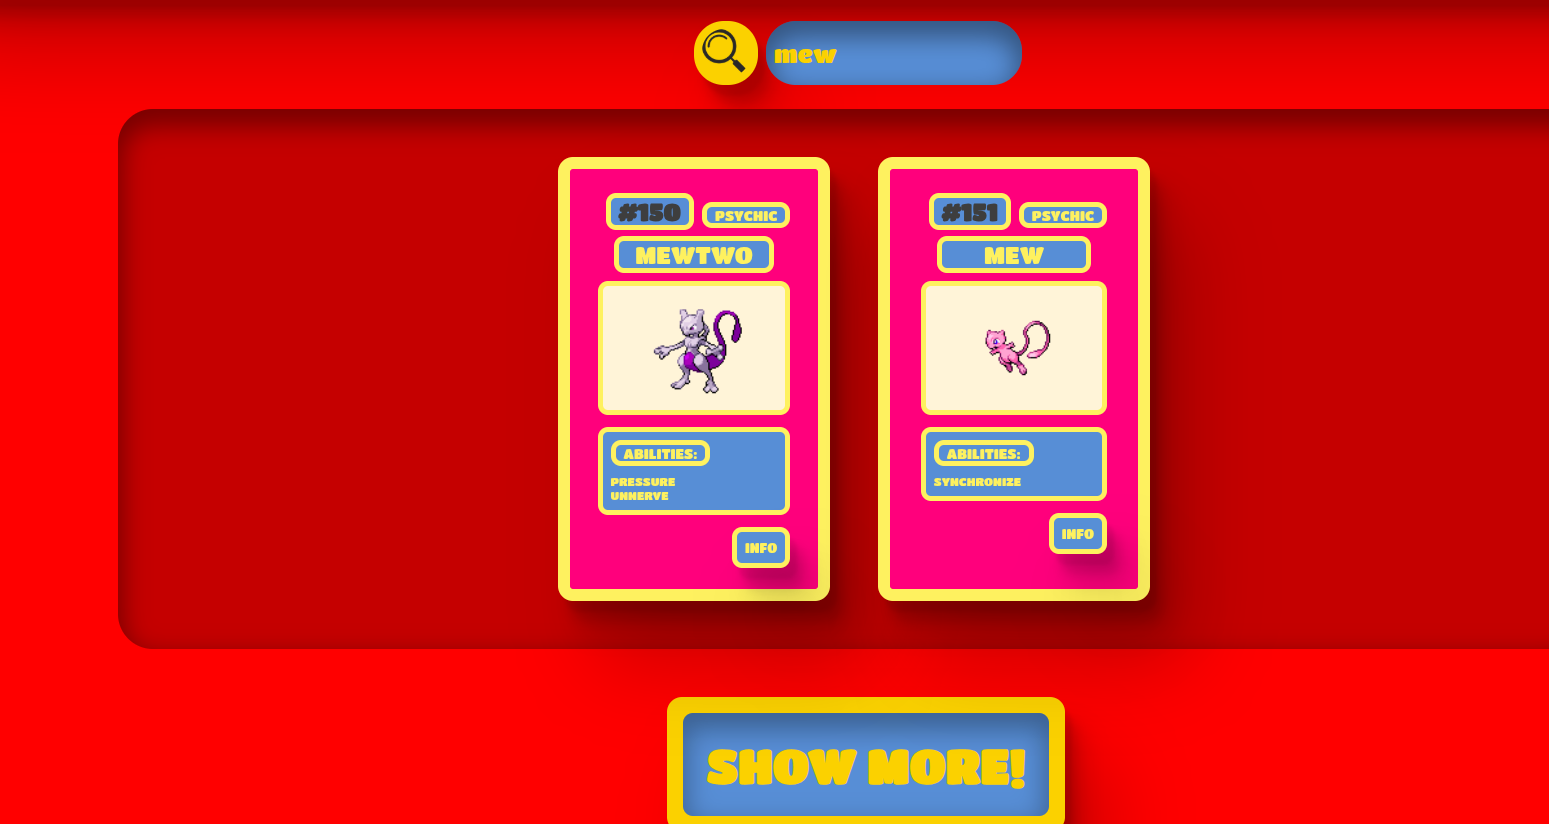 mew
#150 PSYCHIC
MEWTWO
ABILITIES:
PRESSURE
UNNERVE
INFO
#151 PSYCHIC
MEW
ABILITIES:
SYNCHRONIZE
INFO
SHOW MORE!